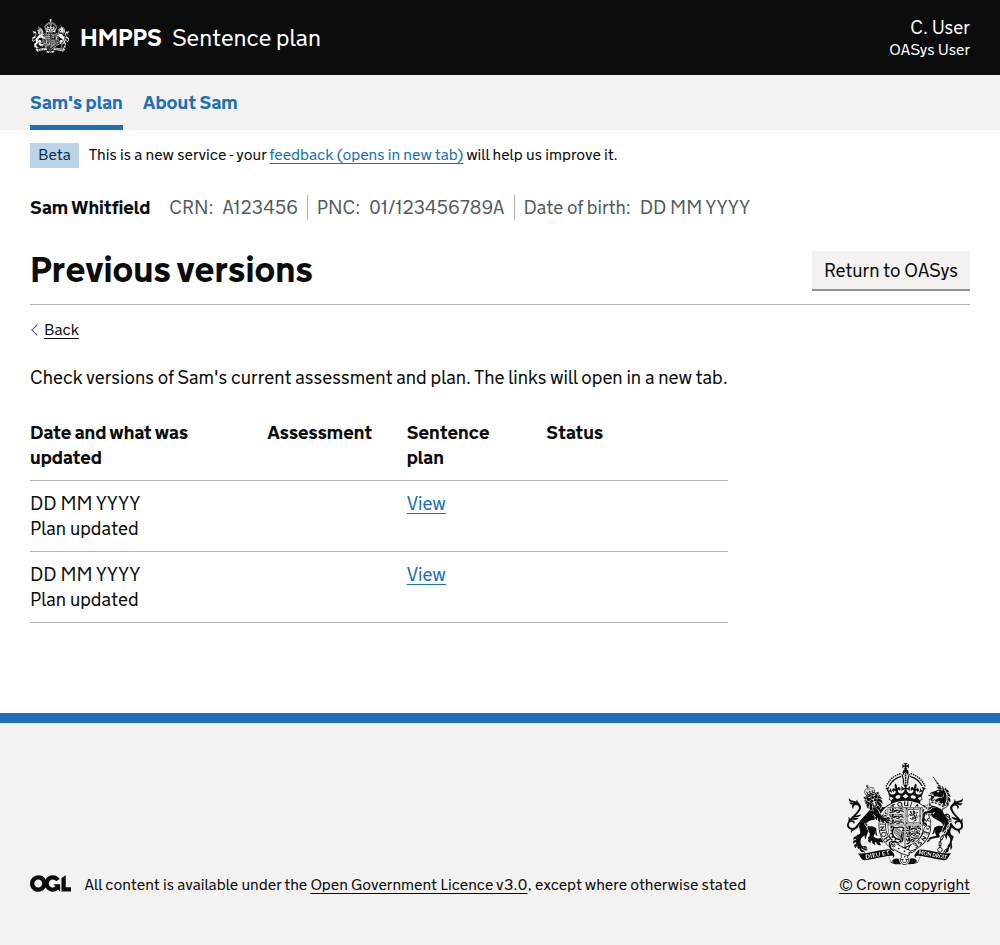 HMPPS Sentence plan
C. User
OASys User
Sam's plan About Sam
Beta This is a new service - your feedback (opens in new tab) will help us improve it.
Sam Whitfield CRN: A123456 PNC: 01/123456789A Date of birth: DD MM YYYY
Previous versions
Return to OASys
Back
Check versions of Sam's current assessment and plan. The links will open in a new tab.
Date and what was updated Assessment Sentence plan Status
DD MM YYYY View
Plan updated
DD MM YYYY View
Plan updated
OGL All content is available under the Open Government Licence v3.0, except where otherwise stated
© Crown copyright